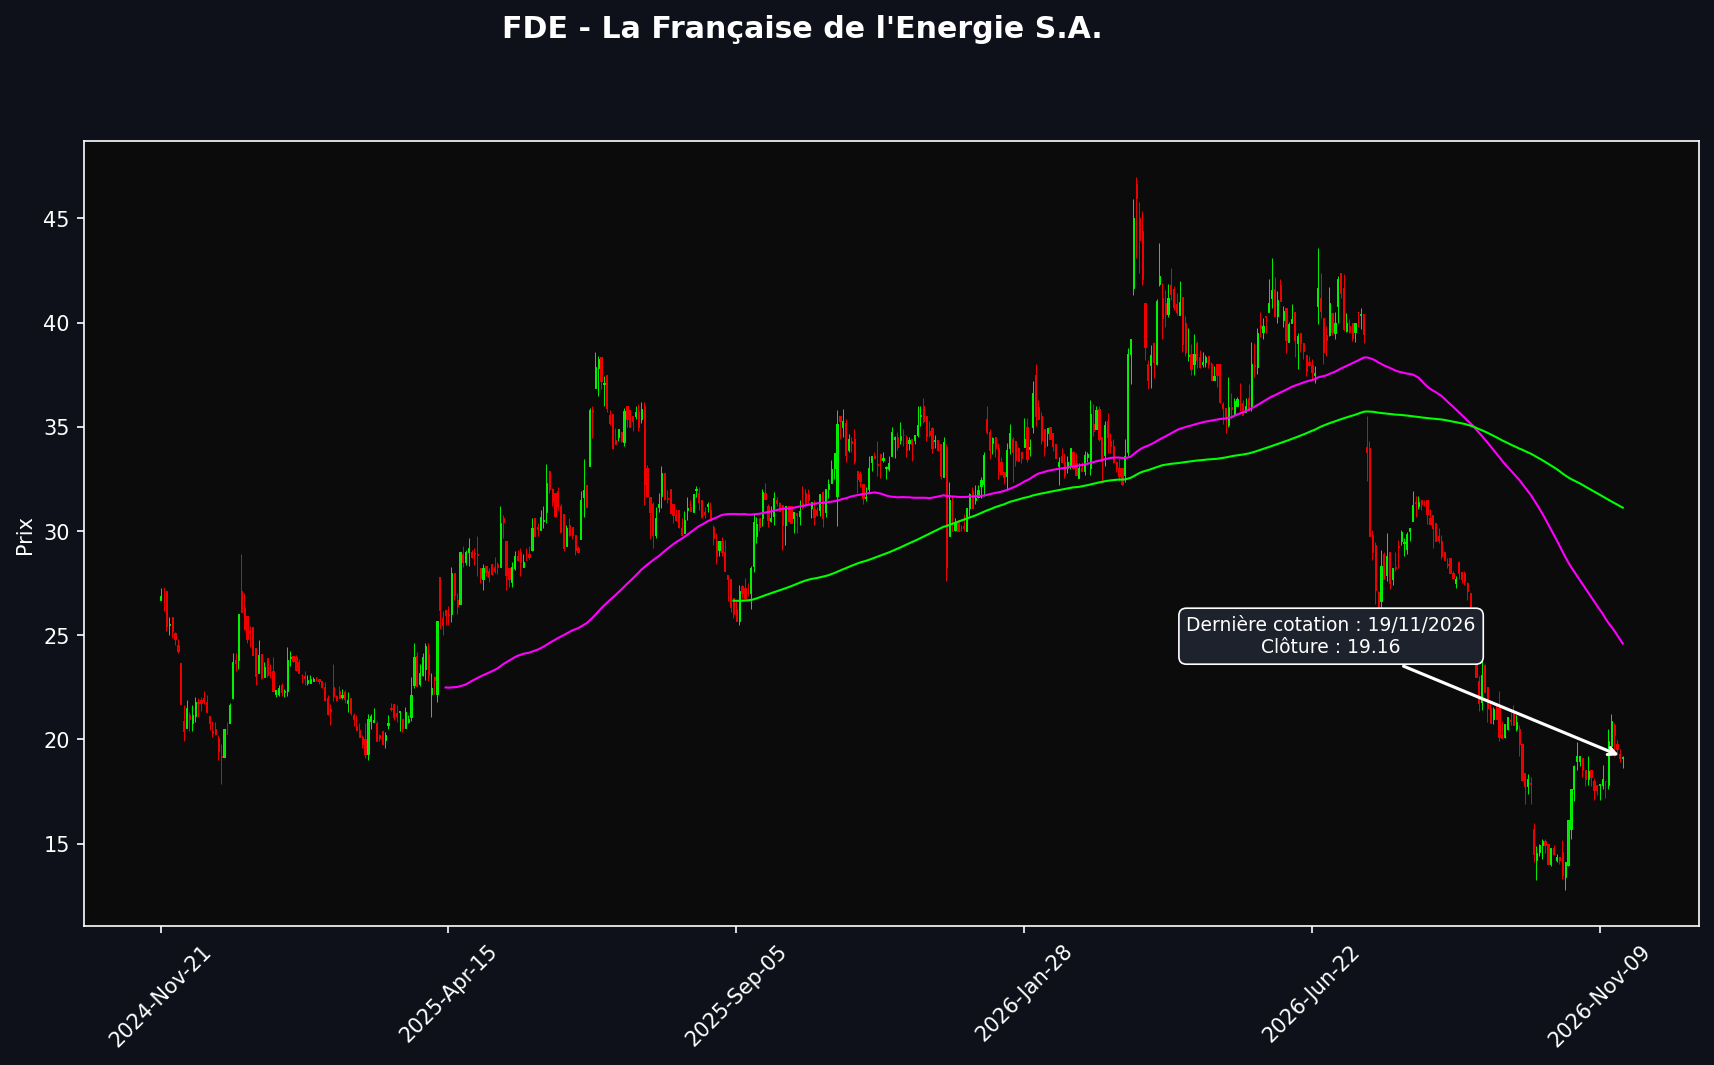 FDE - La Française de l'Energie S.A.
Prix
45
40
35
30
25
20
15
Dernière cotation : 19/11/2026
Clôture : 19.16
2024-Nov-21
2025-Apr-15
2025-Sep-05
2026-Jan-28
2026-Jun-22
2026-Nov-09